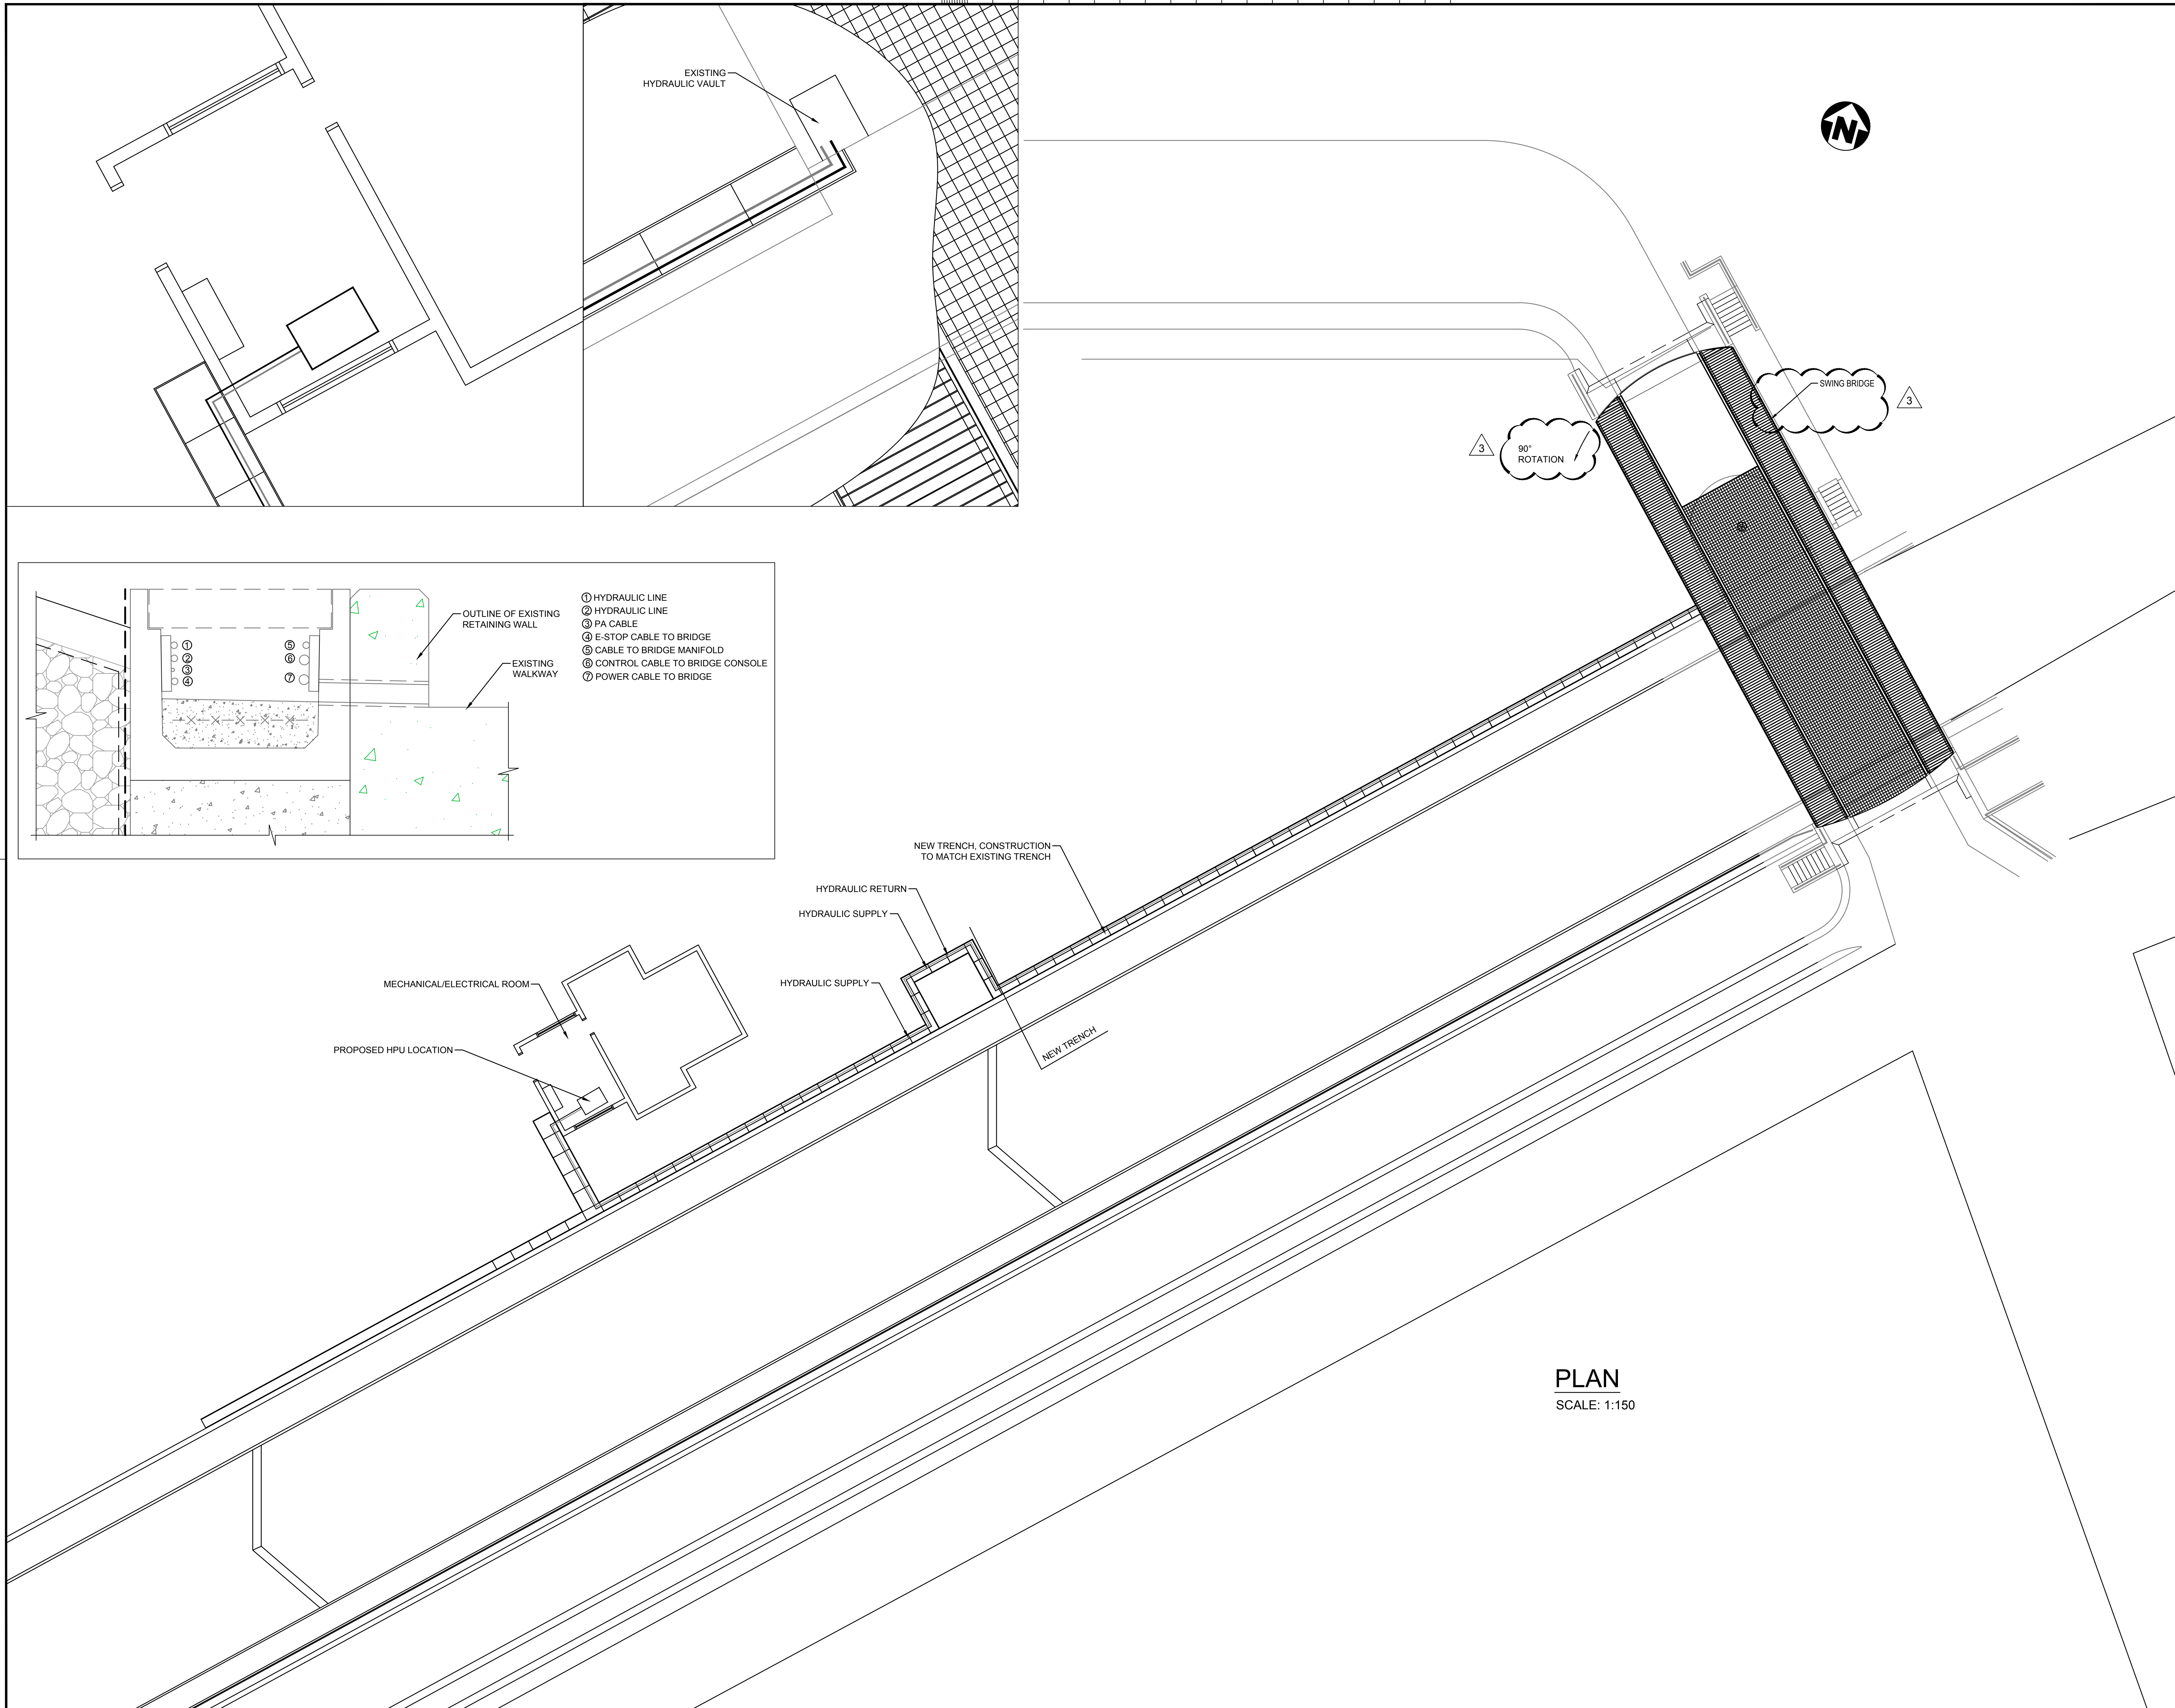 EXISTING
HYDRAULIC VAULT
N
SWING BRIDGE
3
3
90°
ROTATION
OUTLINE OF EXISTING
RETAINING WALL
EXISTING
WALKWAY
1 HYDRAULIC LINE
2 HYDRAULIC LINE
3 PA CABLE
4 E-STOP CABLE TO BRIDGE
5 CABLE TO BRIDGE MANIFOLD
6 CONTROL CABLE TO BRIDGE CONSOLE
7 POWER CABLE TO BRIDGE
1
2
3
4
5
6
7
NEW TRENCH, CONSTRUCTION
TO MATCH EXISTING TRENCH
HYDRAULIC RETURN
HYDRAULIC SUPPLY
HYDRAULIC SUPPLY
MECHANICAL/ELECTRICAL ROOM
PROPOSED HPU LOCATION
NEW TRENCH
PLAN
SCALE: 1:150